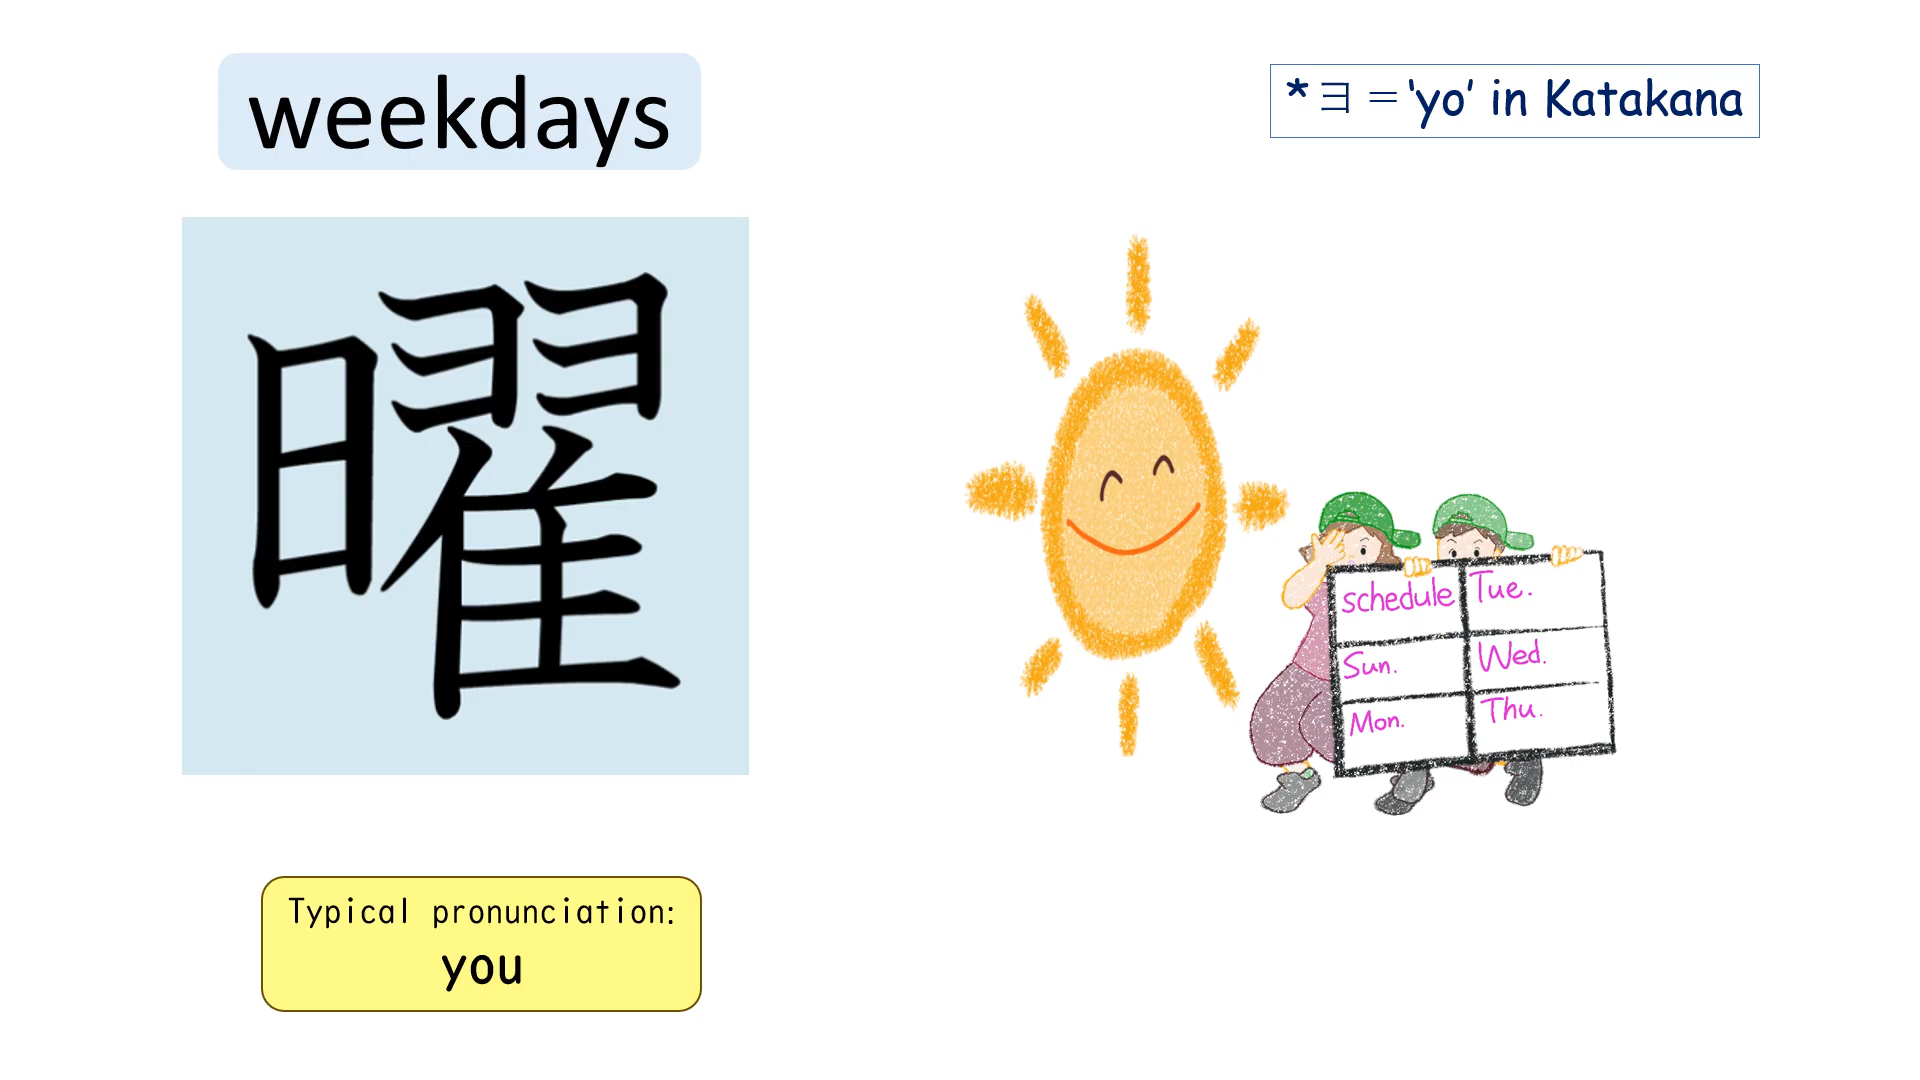 weekdays
*ヨ＝‘yo’ in Katakana
曜
schedule
Tue.
Sun.
Wed.
Mon.
Thu.
Typical pronunciation:
you